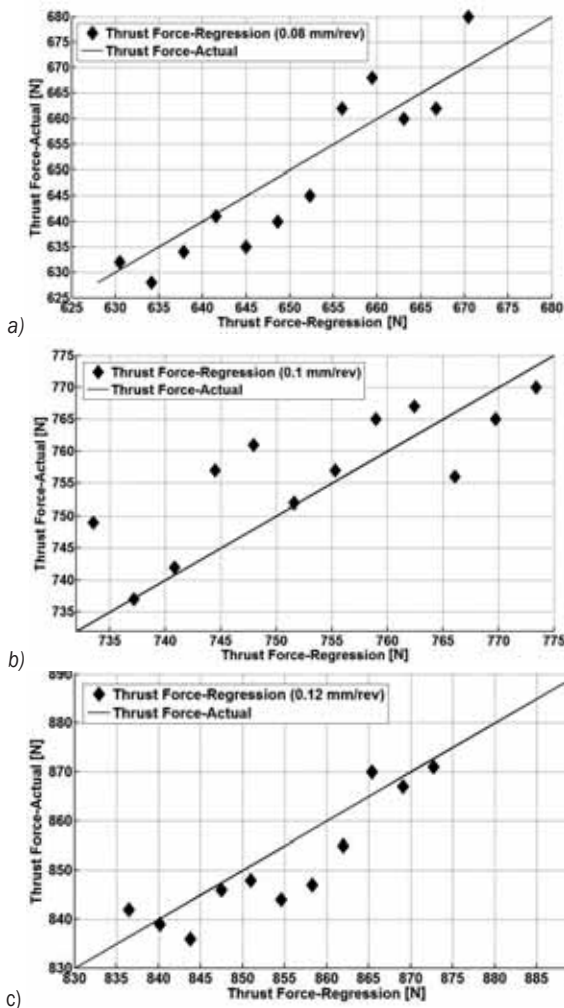 680
Thrust Force-Regression (0.08 mm/rev)
675
Thrust Force-Actual
670
665
660
655
650
645
640
635
630
625
Thrust Force-Actual [N]
625 630 635 640 645 650 655 660 665 670 675 680
Thrust Force-Regression [N]
a)
775
Thrust Force-Regression (0.1 mm/rev)
770
Thrust Force-Actual
765
760
755
750
745
740
735
Thrust Force-Actual [N]
735 740 745 750 755 760 765 770 775
Thrust Force-Regression [N]
b)
890
Thrust Force-Regression (0.12 mm/rev)
Thrust Force-Actual
880
870
860
850
840
830
Thrust Force-Actual [N]
830 835 840 845 850 855 860 865 870 875 880 885
Thrust Force-Regression [N]
c)